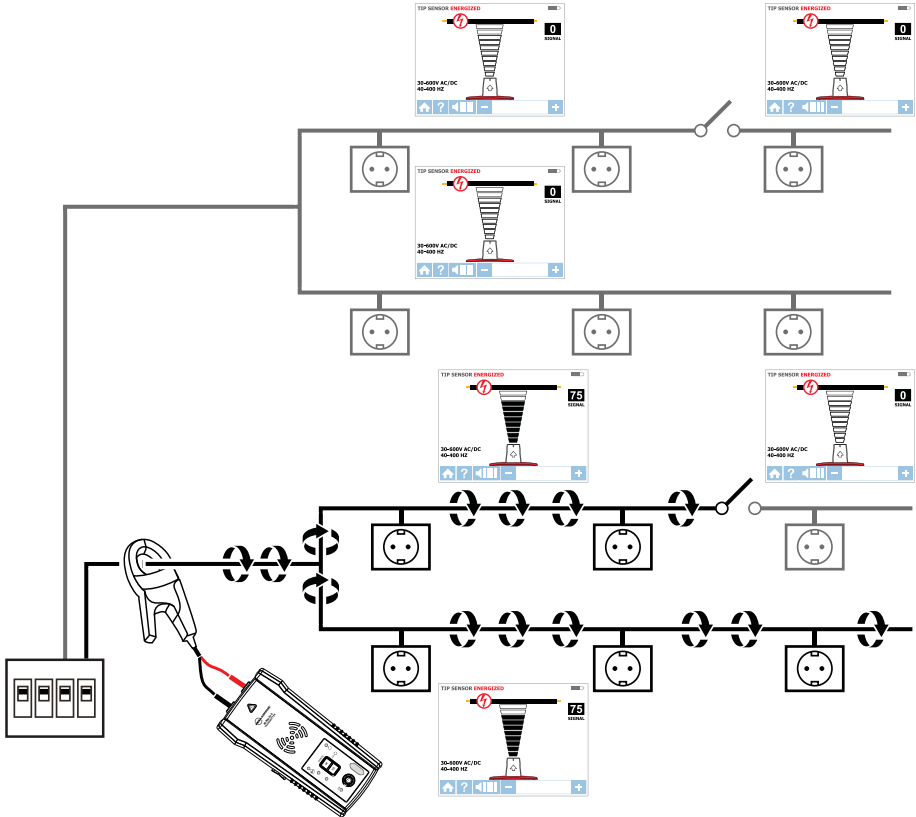 TIP SENSOR ENERGIZED
0
SIGNAL
30-600V AC/DC
40-400 HZ
?
TIP SENSOR ENERGIZED
0
SIGNAL
30-600V AC/DC
40-400 HZ
?
TIP SENSOR ENERGIZED
0
SIGNAL
30-600V AC/DC
40-400 HZ
?
TIP SENSOR ENERGIZED
75
SIGNAL
30-600V AC/DC
40-400 HZ
?
TIP SENSOR ENERGIZED
0
SIGNAL
30-600V AC/DC
40-400 HZ
?
TIP SENSOR ENERGIZED
75
SIGNAL
30-600V AC/DC
40-400 HZ
?